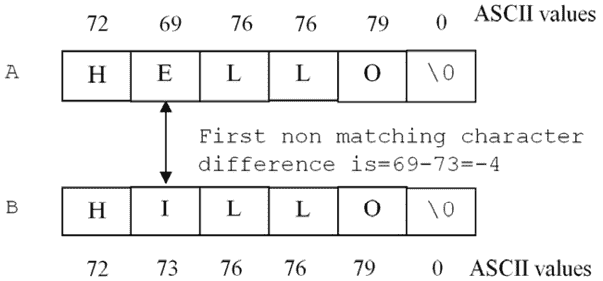 72 69 76 76 79 0 ASCII values
A H E L L O \0
First non matching character
difference is=69-73=-4
B H I L L O \0
72 73 76 76 79 0 ASCII values